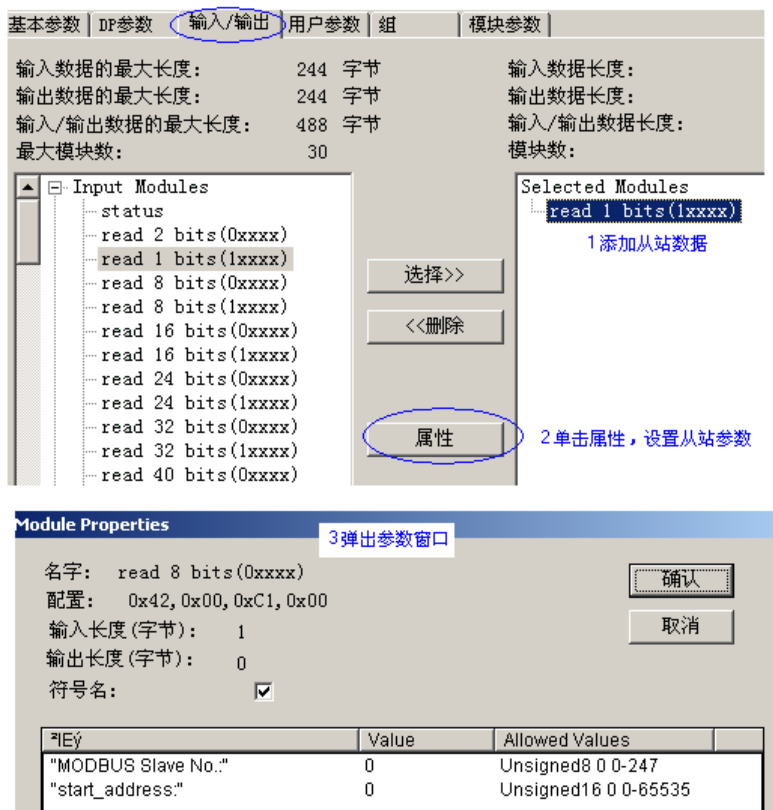 基本参数 DP参数 输入/输出 用户参数 组 模块参数
输入数据的最大长度: 244 字节 输入数据长度:
输出数据的最大长度: 244 字节 输出数据长度:
输入/输出数据的最大长度: 488 字节 输入/输出数据长度:
最大模块数: 30 模块数:
Input Modules
status
read 2 bits(0xxxx)
read 1 bits(1xxxx)
read 8 bits(0xxxx)
read 8 bits(1xxxx)
read 16 bits(0xxxx)
read 16 bits(1xxxx)
read 24 bits(0xxxx)
read 24 bits(1xxxx)
read 32 bits(0xxxx)
read 32 bits(1xxxx)
read 40 bits(0xxxx)
选择>>
<<删除
属性
Selected Modules
read 1 bits(1xxxx)
1添加从站数据
2单击属性，设置从站参数
Module Properties
3弹出参数窗口
名字: read 8 bits(0xxxx)
配置: 0x42,0x00,0xC1,0x00
输入长度(字节): 1
输出长度(字节): 0
符号名:
确认
取消
²ÎÊý Value Allowed Values
"MODBUS Slave No.:" 0 Unsigned8 0 0-247
"start_address:" 0 Unsigned16 0 0-65535